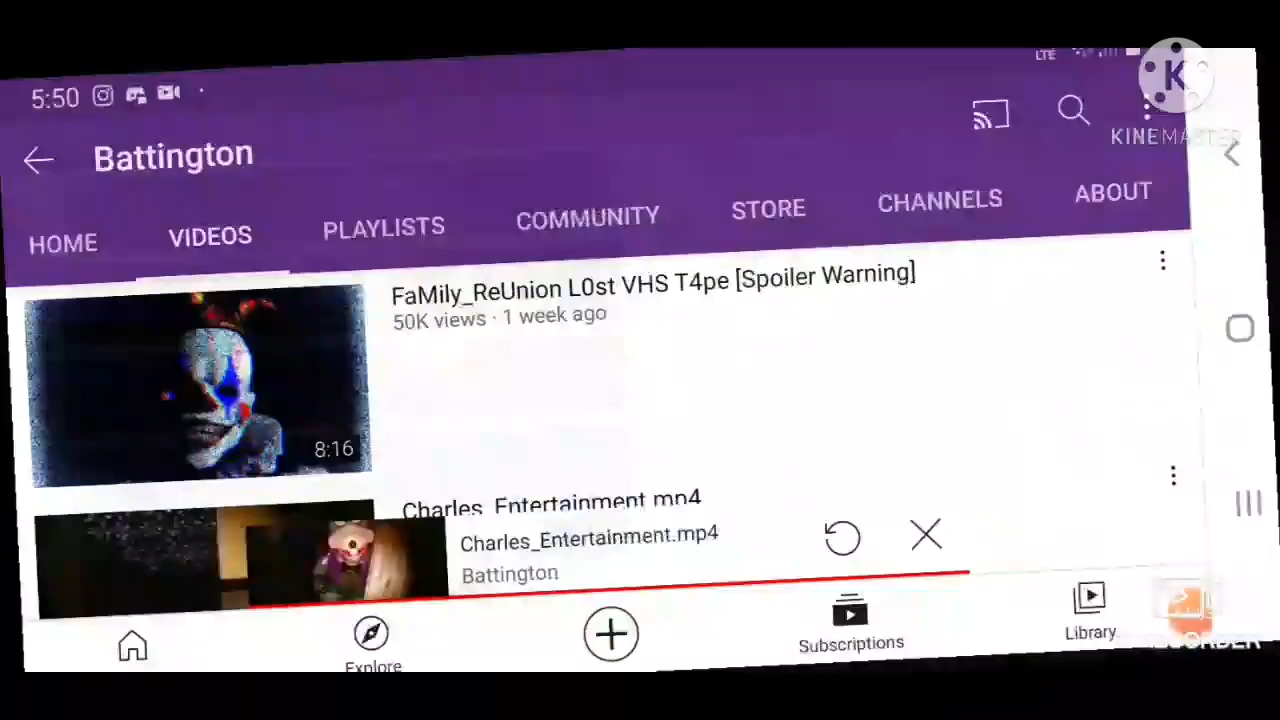 LTE
5:50
K
KINEMASTER
Battington
HOME
VIDEOS
PLAYLISTS
COMMUNITY
STORE
CHANNELS
ABOUT
FaMily_ReUnion L0st VHS T4pe [Spoiler Warning]
50K views · 1 week ago
8:16
Charles_Entertainment.mp4
Charles_Entertainment.mp4
Battington
Explore
Subscriptions
Library